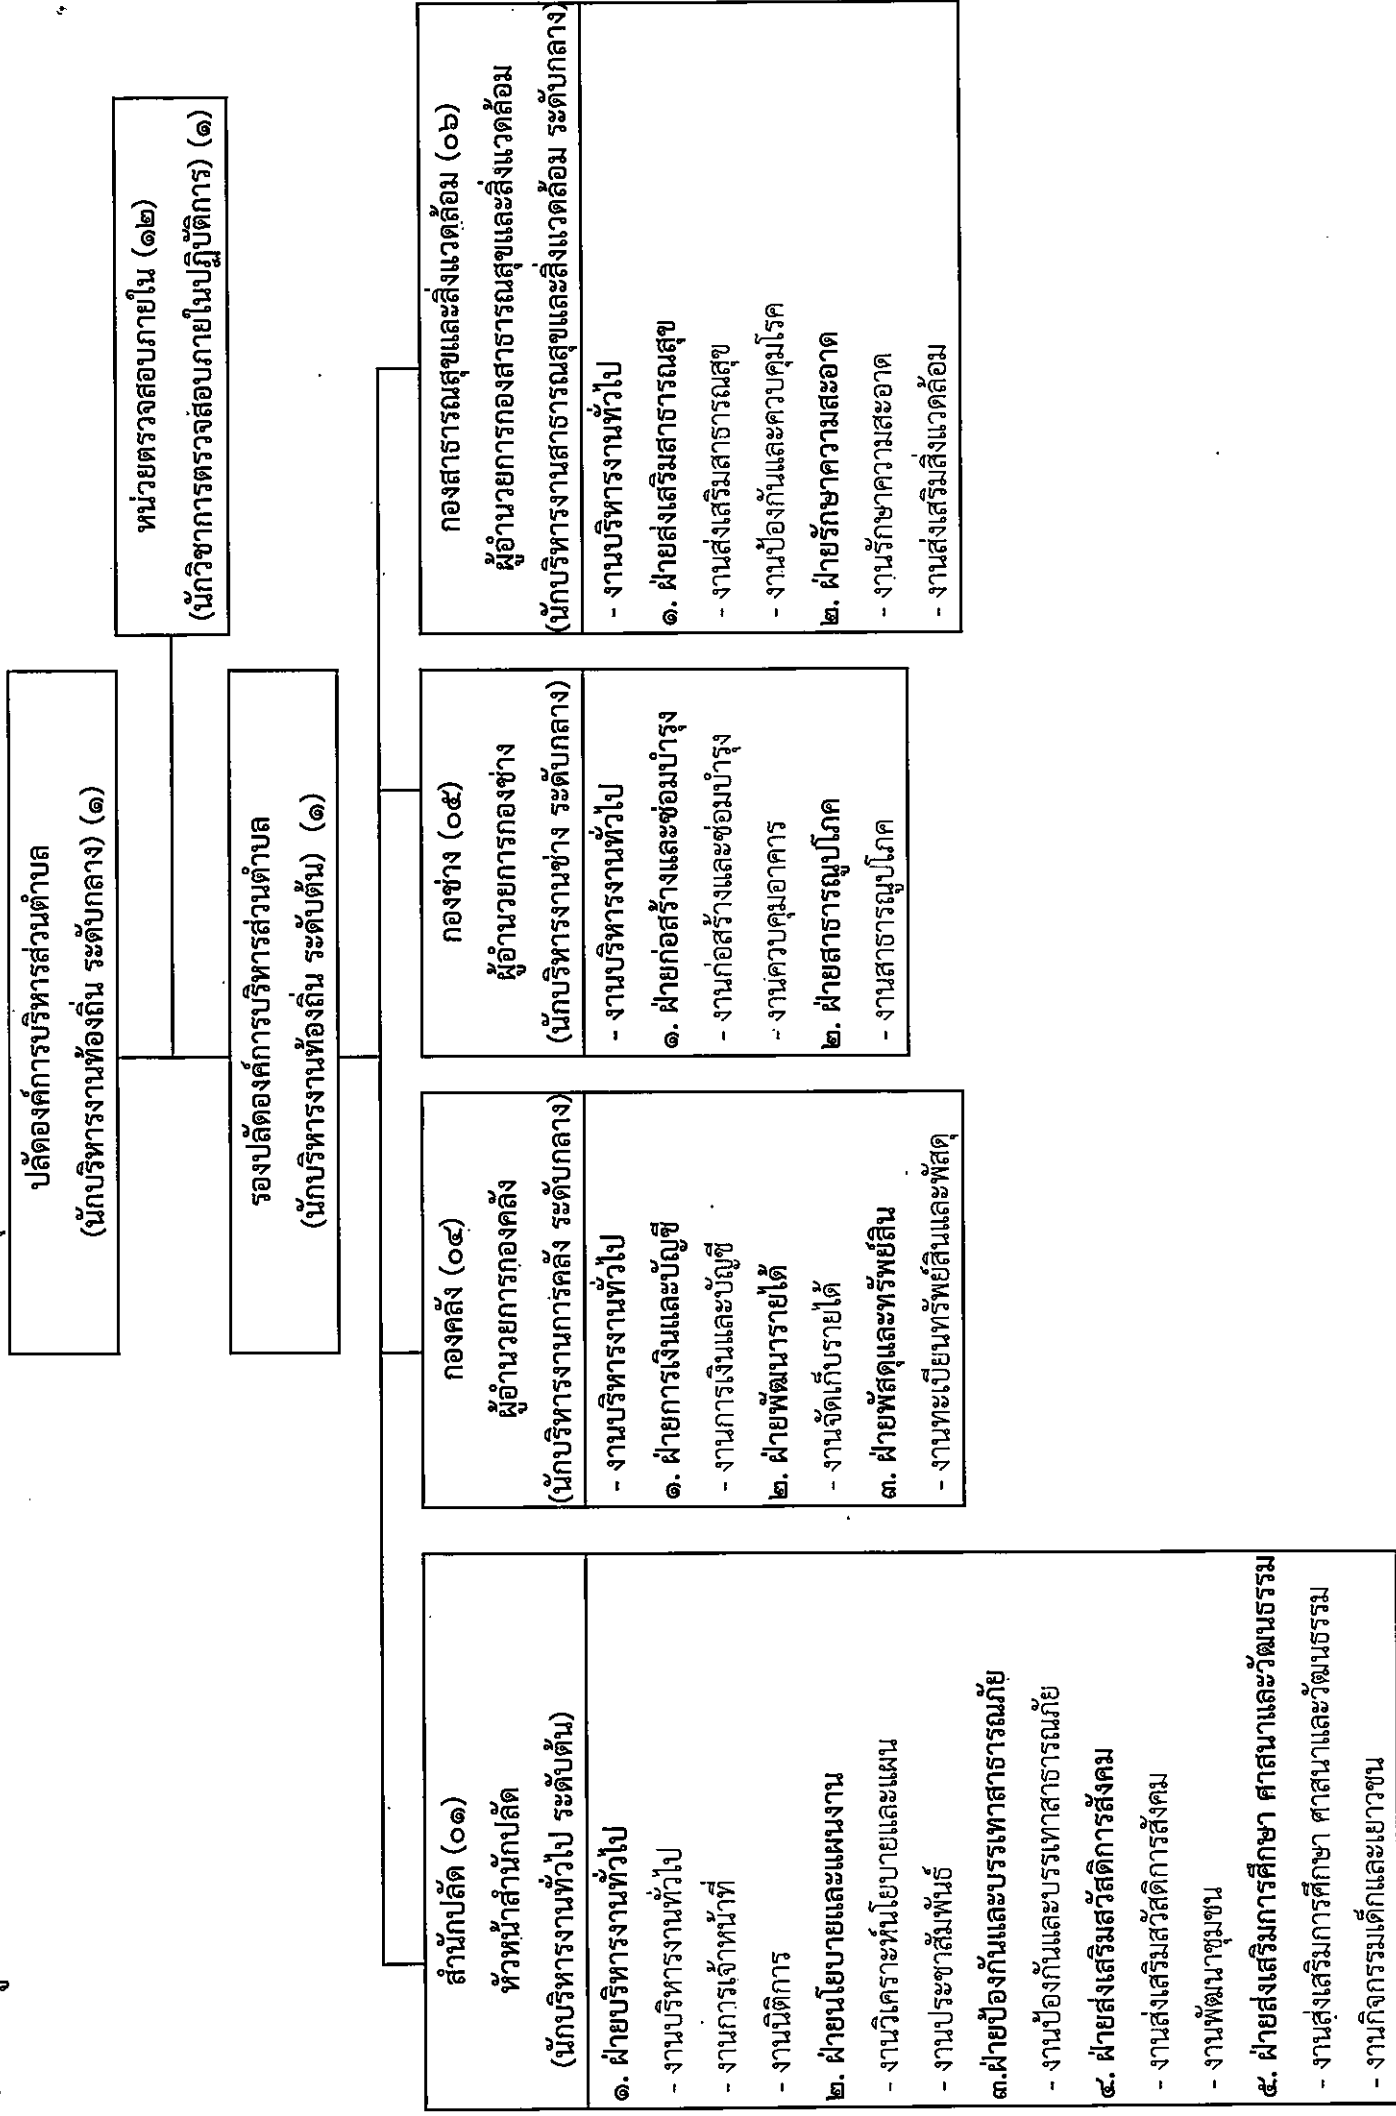 ปลัดองค์การบริหารส่วนตำบล
(นักบริหารงานท้องถิ่น ระดับกลาง) (๑)
หน่วยตรวจสอบภายใน (๑๒)
(นักวิชาการตรวจสอบภายในปฏิบัติการ) (๑)
รองปลัดองค์การบริหารส่วนตำบล
(นักบริหารงานท้องถิ่น ระดับต้น) (๑)
สำนักปลัด (๐๑)
หัวหน้าสำนักปลัด
(นักบริหารงานทั่วไป ระดับต้น)
๑. ฝ่ายบริหารงานทั่วไป
- งานบริหารงานทั่วไป
- งานการเจ้าหน้าที่
- งานนิติการ
๒. ฝ่ายนโยบายและแผนงาน
- งานวิเคราะห์นโยบายและแผน
- งานประชาสัมพันธ์
๓.ฝ่ายป้องกันและบรรเทาสาธารณภัย
- งานป้องกันและบรรเทาสาธารณภัย
๔. ฝ่ายส่งเสริมสวัสดิการสังคม
- งานส่งเสริมสวัสดิการสังคม
- งานพัฒนาชุมชน
๕. ฝ่ายส่งเสริมการศึกษา ศาสนาและวัฒนธรรม
- งานส่งเสริมการศึกษา ศาสนาและวัฒนธรรม
- งานกิจกรรมเด็กและเยาวชน
กองคลัง (๐๔)
ผู้อำนวยการกองคลัง
(นักบริหารงานการคลัง ระดับกลาง)
- งานบริหารงานทั่วไป
๑. ฝ่ายการเงินและบัญชี
- งานการเงินและบัญชี
๒. ฝ่ายพัฒนารายได้
- งานจัดเก็บรายได้
๓. ฝ่ายพัสดุและทรัพย์สิน
- งานทะเบียนทรัพย์สินและพัสดุ
กองช่าง (๐๕)
ผู้อำนวยการกองช่าง
(นักบริหารงานช่าง ระดับกลาง)
- งานบริหารงานทั่วไป
๑. ฝ่ายก่อสร้างและซ่อมบำรุง
- งานก่อสร้างและซ่อมบำรุง
- งานควบคุมอาคาร
๒. ฝ่ายสาธารณูปโภค
- งานสาธารณูปโภค
กองสาธารณสุขและสิ่งแวดล้อม (๐๖)
ผู้อำนวยการกองสาธารณสุขและสิ่งแวดล้อม
(นักบริหารงานสาธารณสุขและสิ่งแวดล้อม ระดับกลาง)
- งานบริหารงานทั่วไป
๑. ฝ่ายส่งเสริมสาธารณสุข
- งานส่งเสริมสาธารณสุข
- งานป้องกันและควบคุมโรค
๒. ฝ่ายรักษาความสะอาด
- งานรักษาความสะอาด
- งานส่งเสริมสิ่งแวดล้อม